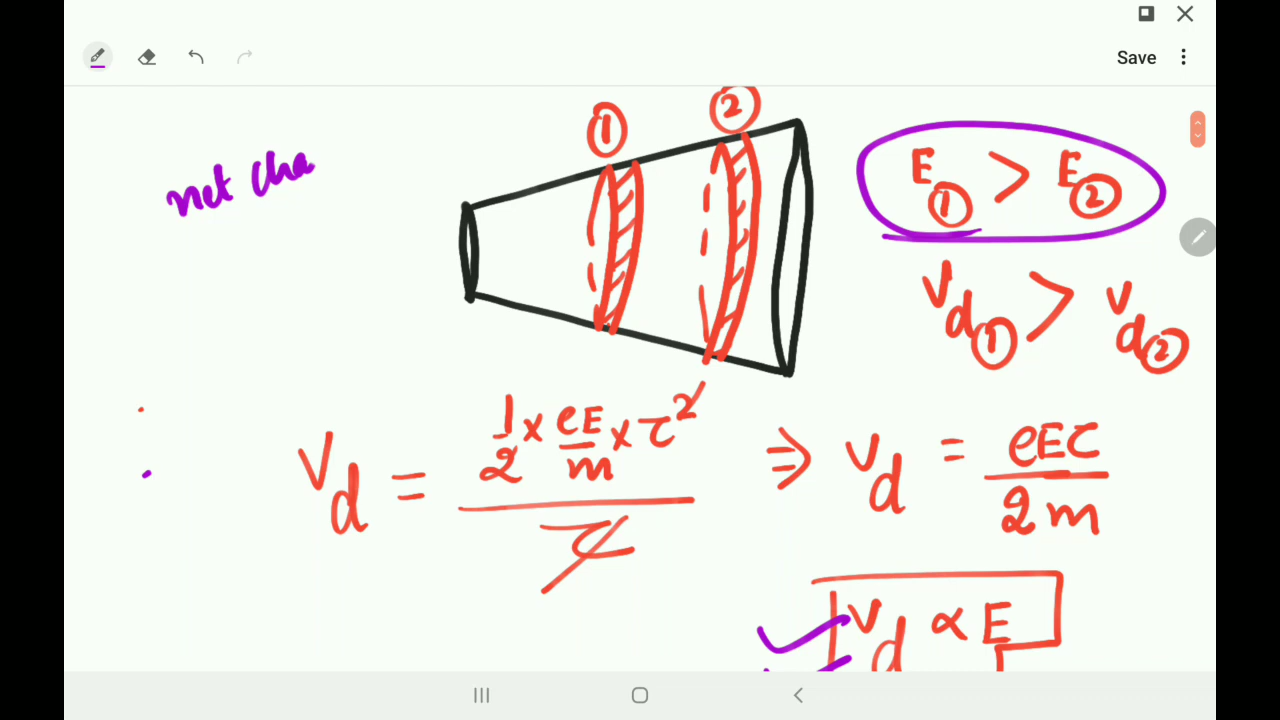 Save
① ②
net cha
E① > E②
Vd① > Vd②
Vd = (1/2 × eE/m × τ²) / τ ⇒ Vd = eEτ / 2m
Vd ∝ E